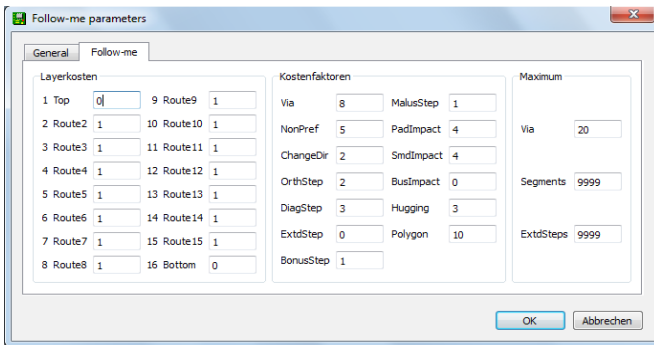 Follow-me parameters
General Follow-me
Layerkosten Kostenfaktoren Maximum
1 Top 0 9 Route9 1 Via 8 MalusStep 1
2 Route2 1 10 Route10 1 NonPref 5 PadImpact 4 Via 20
3 Route3 1 11 Route11 1 ChangeDir 2 SmdImpact 4
4 Route4 1 12 Route12 1 OrthStep 2 BusImpact 0 Segments 9999
5 Route5 1 13 Route13 1 DiagStep 3 Hugging 3
6 Route6 1 14 Route14 1 ExtdStep 0 Polygon 10 ExtdSteps 9999
7 Route7 1 15 Route15 1 BonusStep 1
8 Route8 1 16 Bottom 0
OK Abbrechen